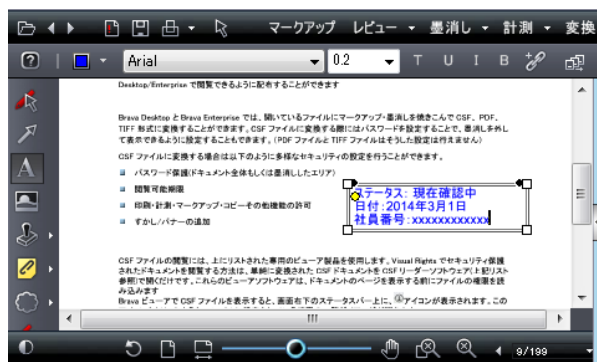 マークアップ レビュー 墨消し 計測 変換
Arial 0.2 T U I B
Desktop/Enterprise で閲覧できるように配布することができます
Brava Desktop と Brava Enterprise では、開いているファイルにマークアップ・墨消しを焼きこんで CSF、PDF、
TIFF 形式に変換することができます。CSF ファイルに変換する際にはパスワードを設定することで、墨消しを外し
て表示できるように設定することもできます。(PDF ファイルと TIFF ファイルはそうした設定は行えません)
CSF ファイルに変換する場合は以下のように多様なセキュリティの設定を行うことができます。
パスワード保護(ドキュメント全体もしくは墨消ししたエリア)
閲覧可能期限
印刷・計測・マークアップ・コピーその他機能の許可
すかし/バナーの追加
ステータス: 現在確認中
日付:2014年3月1日
社員番号:xxxxxxxxxxxx
CSF ファイルの閲覧には、上にリストされた専用のビューア製品を使用します。Visual Rights でセキュリティ保護
されたドキュメントを閲覧する方法は、単純に変換された CSF ドキュメントを CSF リーダーソフトウェア(上記リスト
参照)で開くだけです。これらのビューアソフトウェアは、ドキュメントのページを表示する前にファイルの権限を読
み込みます
Brava ビューアで CSF ファイルを表示すると、画面右下のステータスバー上に、アイコンが表示されます。この
9/199